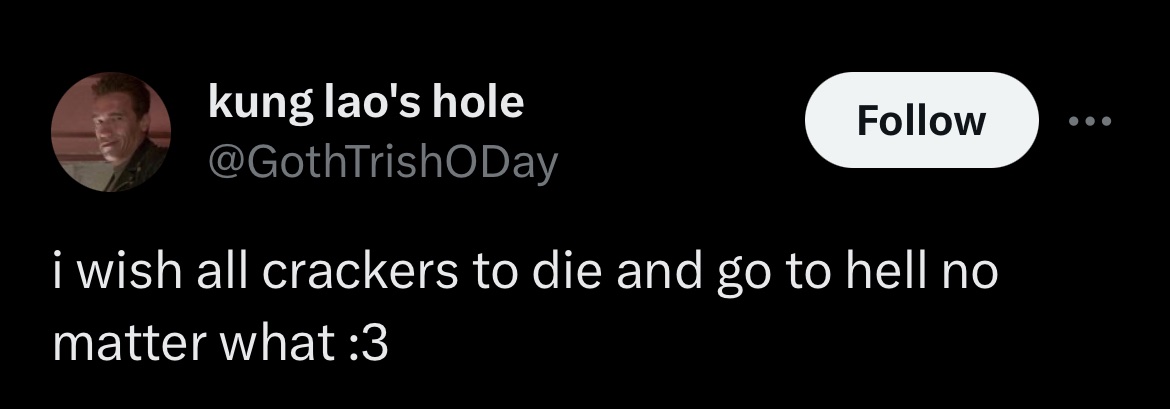 kung lao's hole
Follow
@GothTrishODay
i wish all crackers to die and go to hell no
matter what :3